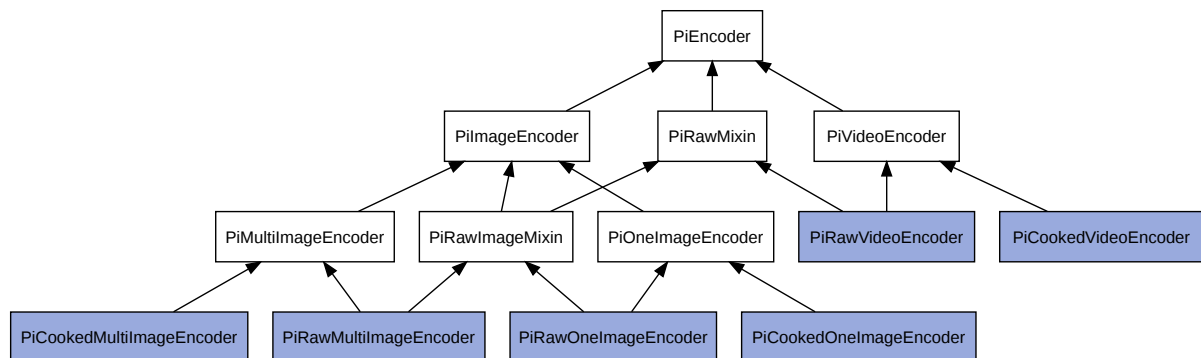 PiEncoder
PiImageEncoder
PiRawMixin
PiVideoEncoder
PiMultiImageEncoder
PiRawImageMixin
PiOneImageEncoder
PiRawVideoEncoder
PiCookedVideoEncoder
PiCookedMultiImageEncoder
PiRawMultiImageEncoder
PiRawOneImageEncoder
PiCookedOneImageEncoder